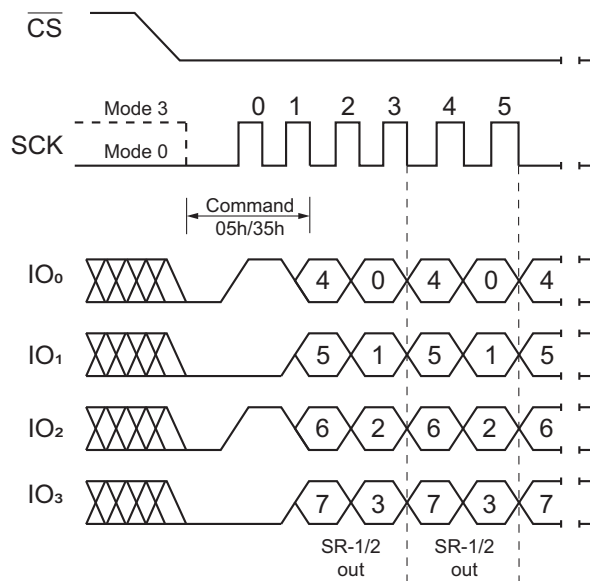 CS
0 1 2 3 4 5
Mode 3
SCK
Mode 0
Command
05h/35h
IO₀ 4 0 4 0 4
IO₁ 5 1 5 1 5
IO₂ 6 2 6 2 6
IO₃ 7 3 7 3 7
SR-1/2 SR-1/2
out out